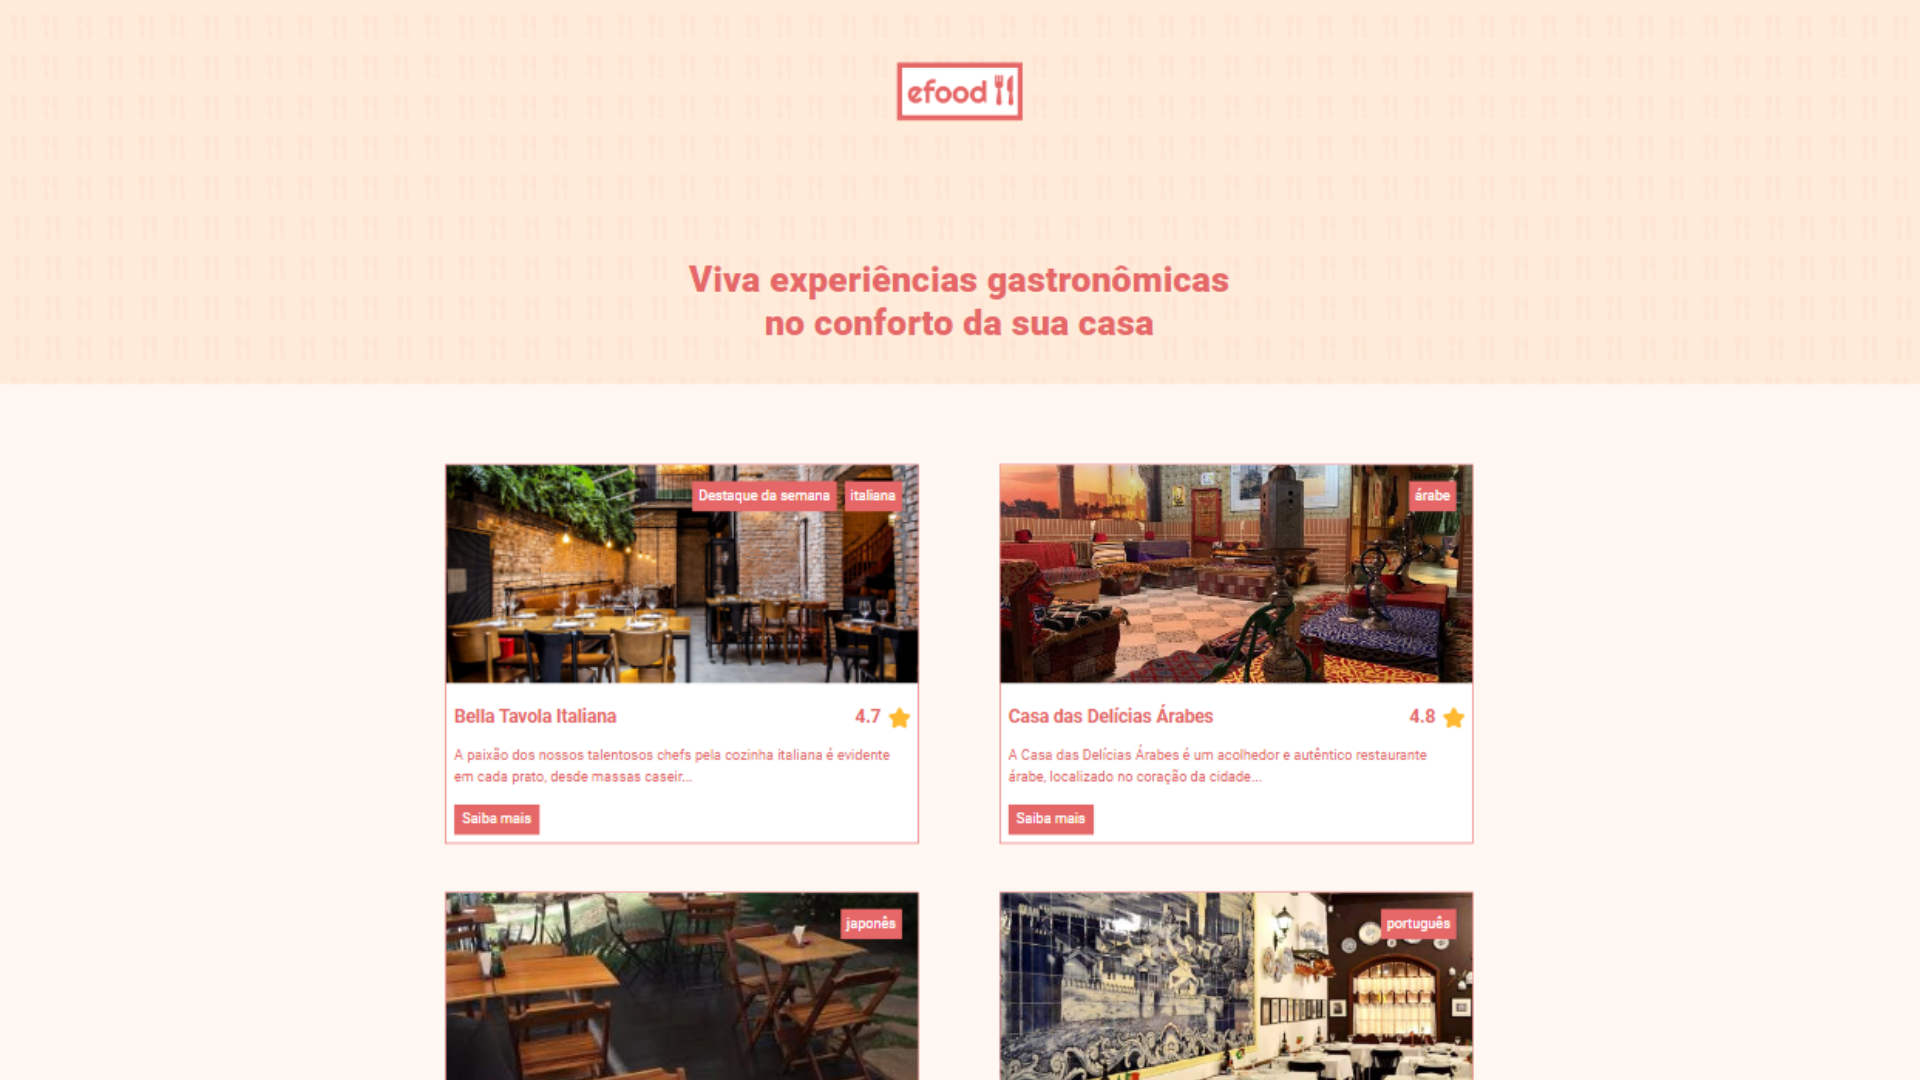 efood
Viva experiências gastronômicas
no conforto da sua casa
Destaque da semana
italiana
Bella Tavola Italiana
4.7
A paixão dos nossos talentosos chefs pela cozinha italiana é evidente
em cada prato, desde massas caseir...
Saiba mais
árabe
Casa das Delícias Árabes
4.8
A Casa das Delícias Árabes é um acolhedor e autêntico restaurante
árabe, localizado no coração da cidade...
Saiba mais
japonês
português